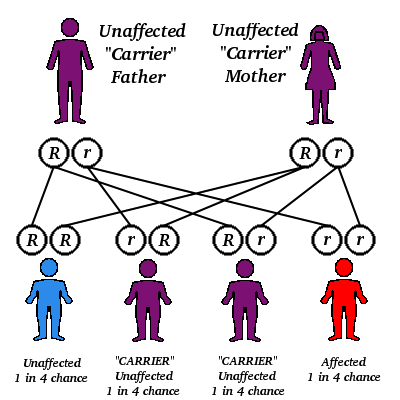 Unaffected
"Carrier"
Father
Unaffected
"Carrier"
Mother
R r R r
R R r R R r r r
Unaffected
1 in 4 chance
"CARRIER"
Unaffected
1 in 4 chance
"CARRIER"
Unaffected
1 in 4 chance
Affected
1 in 4 chance